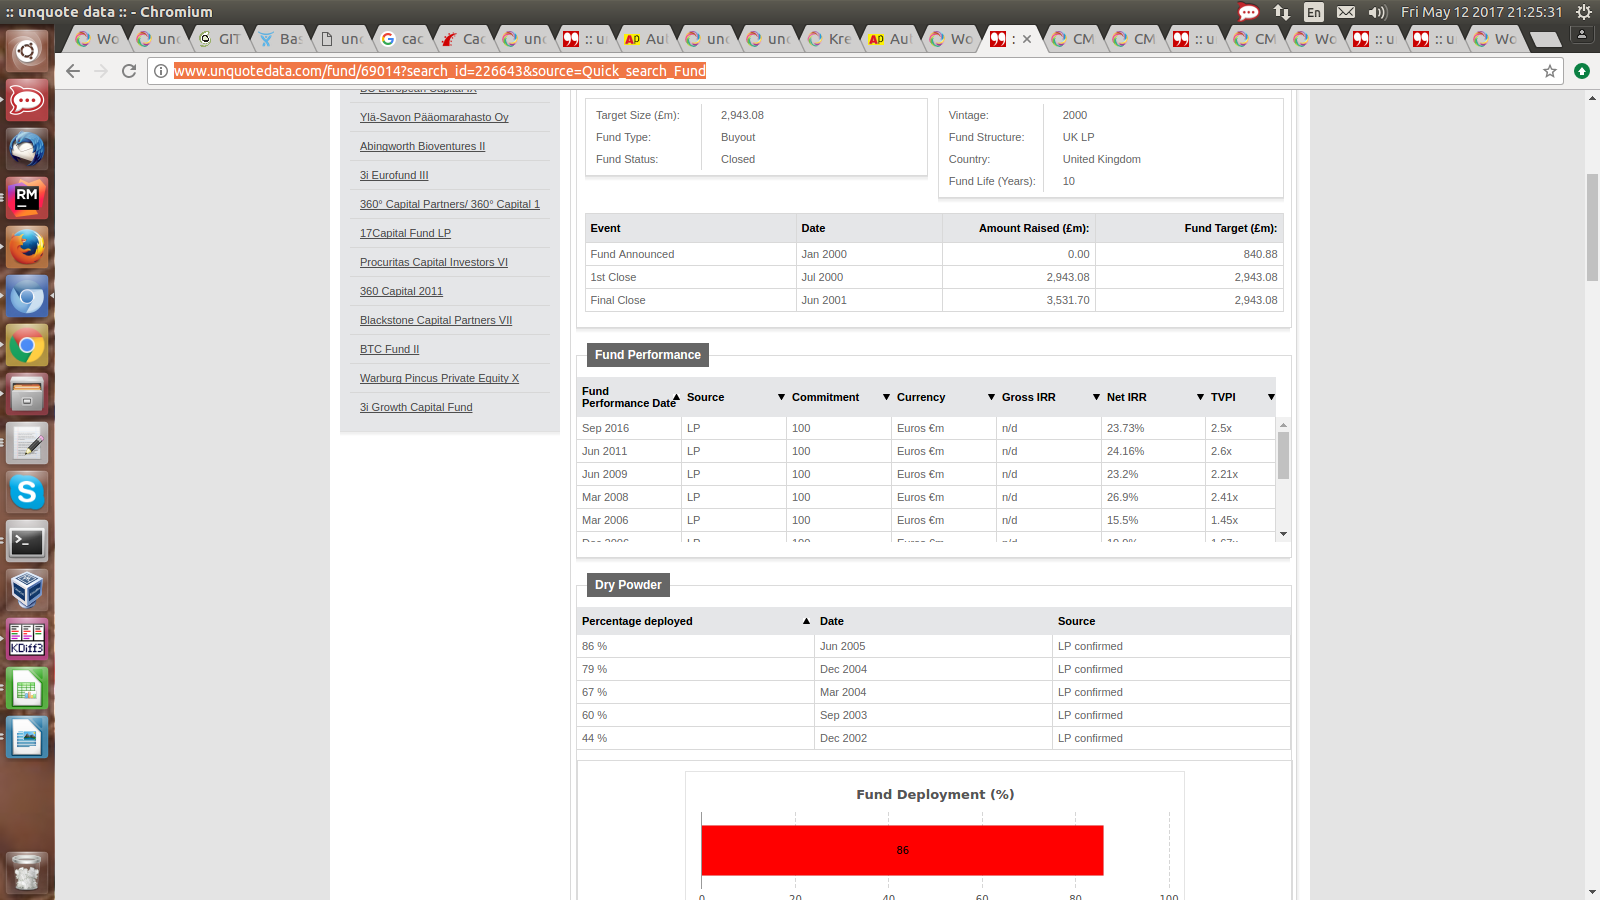 :: unquote data :: - Chromium
En
Fri May 12 2017 21:25:31
Wo
unc
GIT
Bas
unc
cac
Cac
unc
:: u
Aut
unc
unc
Kre
Aut
Wo
:
CM
CM
:: u
CM
Wo
:: u
:: u
Wo
www.unquotedata.com/fund/69014?search_id=226643&source=Quick_search_Fund
Ylä-Savon Pääomarahasto Oy
Abingworth Bioventures II
3i Eurofund III
360° Capital Partners/ 360° Capital 1
17Capital Fund LP
Procuritas Capital Investors VI
360 Capital 2011
Blackstone Capital Partners VII
BTC Fund II
Warburg Pincus Private Equity X
3i Growth Capital Fund
Target Size (£m): 2,943.08
Fund Type: Buyout
Fund Status: Closed
Vintage: 2000
Fund Structure: UK LP
Country: United Kingdom
Fund Life (Years): 10
Event Date Amount Raised (£m): Fund Target (£m):
Fund Announced Jan 2000 0.00 840.88
1st Close Jul 2000 2,943.08 2,943.08
Final Close Jun 2001 3,531.70 2,943.08
Fund Performance
Fund
Performance Date Source Commitment Currency Gross IRR Net IRR TVPI
Sep 2016 LP 100 Euros €m n/d 23.73% 2.5x
Jun 2011 LP 100 Euros €m n/d 24.16% 2.6x
Jun 2009 LP 100 Euros €m n/d 23.2% 2.21x
Mar 2008 LP 100 Euros €m n/d 26.9% 2.41x
Mar 2006 LP 100 Euros €m n/d 15.5% 1.45x
Dry Powder
Percentage deployed Date Source
86 % Jun 2005 LP confirmed
79 % Dec 2004 LP confirmed
67 % Mar 2004 LP confirmed
60 % Sep 2003 LP confirmed
44 % Dec 2002 LP confirmed
Fund Deployment (%)
86
0 20 40 60 80 100
RM
KDiff3